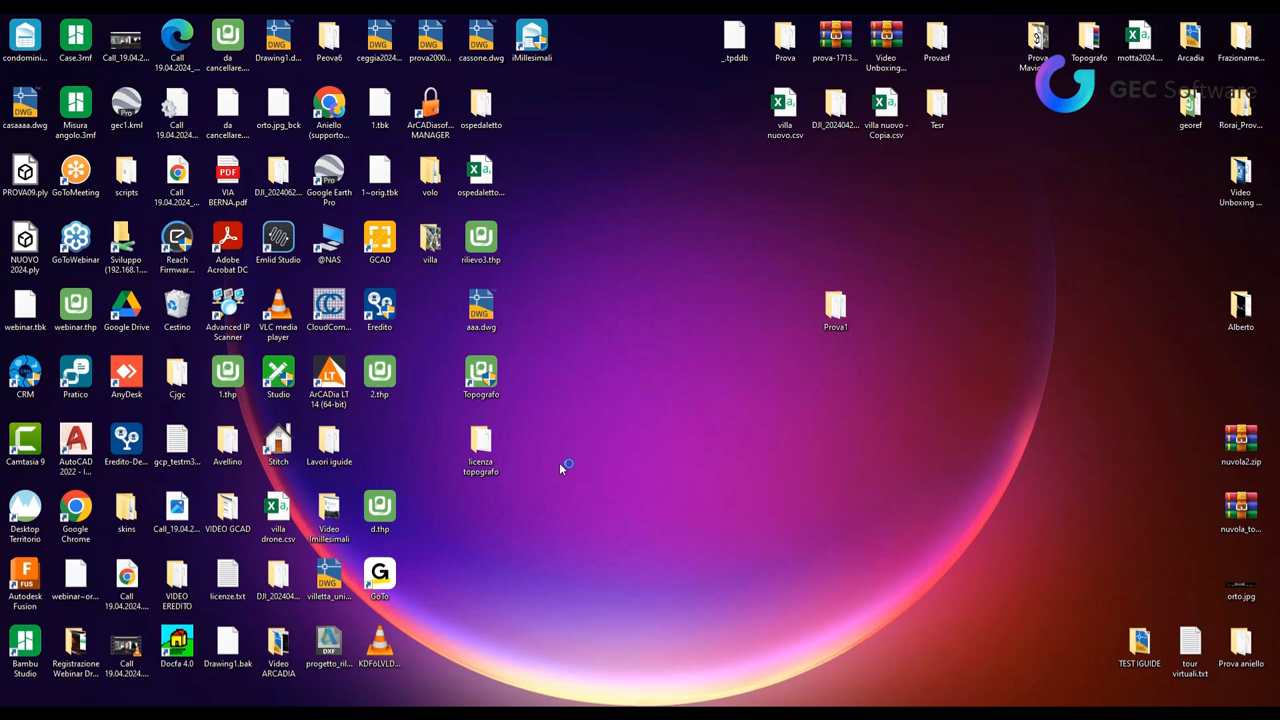 condomini...
Case.3mf
Call_19.04.2...
Call 19.04.2024_...
da cancellare....
Drawing1.d...
Peova6
ceggia2024...
prova2000...
cassone.dwg
iMillesimali
_.tpddb
Prova
prova-1713...
Video Unboxing...
Provasf
Prova Mavic
Topografo
motta2024...
Arcadia
Frazioname...
GEC Software
casaaaa.dwg
Misura angolo.3mf
gec1.kml
Call 19.04.2024...
da cancellare...
orto.jpg_bck
Aniello (supporto...
1.tbk
ArCADiasof... MANAGER
ospedaletto
villa nuovo.csv
DJI_2024042...
villa nuovo - Copia.csv
Tesr
georef
Rorai_Prov...
PROVA09.ply
GoToMeeting
scripts
Call 19.04.2024_...
VIA BERNA.pdf
DJI_2024062...
Google Earth Pro
1~orig.tbk
volo
ospedaletto...
Video Unboxing ...
NUOVO 2024.ply
GoToWebinar
Sviluppo (192.168.1....
Reach Firmwar...
Adobe Acrobat DC
Emlid Studio
@NAS
GCAD
villa
rilievo3.thp
webinar.tbk
webinar.thp
Google Drive
Cestino
Advanced IP Scanner
VLC media player
CloudCom...
Eredito
aaa.dwg
Prova1
Alberto
CRM
Pratico
AnyDesk
Cjgc
1.thp
Studio
ArCADia LT 14 (64-bit)
2.thp
Topografo
Camtasia 9
AutoCAD 2022 - I...
Eredito-De...
gcp_testm3...
Avellino
Stitch
Lavori iguide
licenza topografo
nuvola2.zip
Desktop Territorio
Google Chrome
skins
Call_19.04.2...
VIDEO GCAD
villa drone.csv
Video Imillesimali
d.thp
nuvola_to...
Autodesk Fusion
webinar~or...
Call 19.04.2024...
VIDEO EREDITO
licenze.txt
DJI_202404...
villetta_uni...
GoTo
orto.jpg
Bambu Studio
Registrazione Webinar Dr...
Call 19.04.2024...
Docfa 4.0
Drawing1.bak
Video ARCADIA
progetto_ril...
KDFòLVLD...
TEST IGUIDE
tour virtuali.txt
Prova aniello